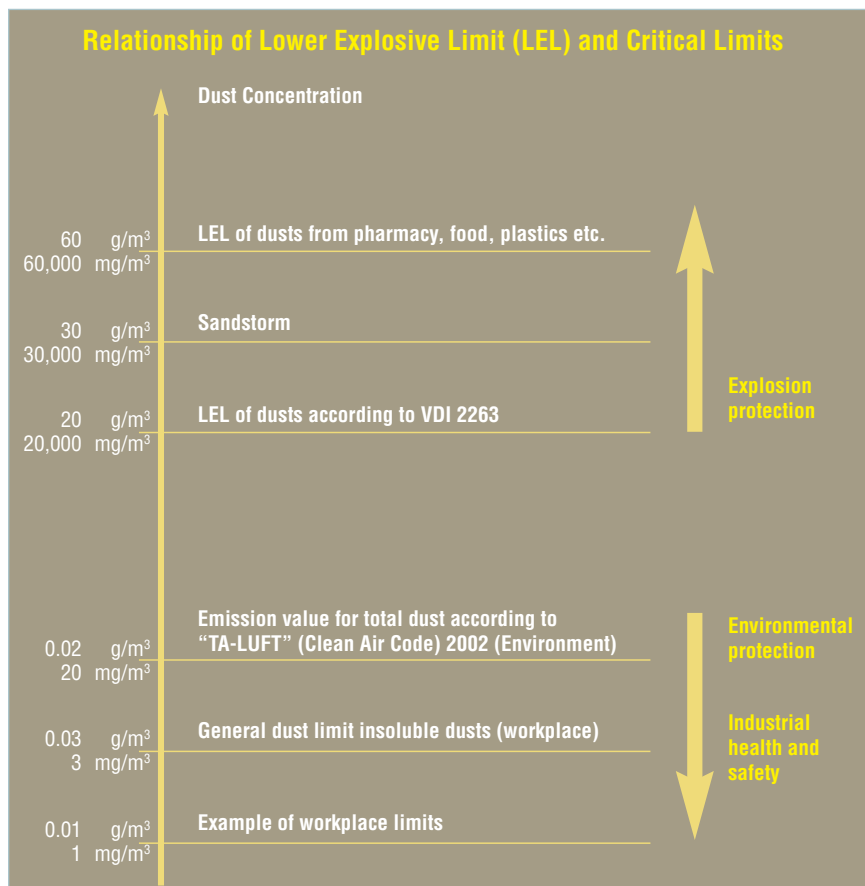 Relationship of Lower Explosive Limit (LEL) and Critical Limits
Dust Concentration
60 g/m³
60,000 mg/m³
LEL of dusts from pharmacy, food, plastics etc.
30 g/m³
30,000 mg/m³
Sandstorm
20 g/m³
20,000 mg/m³
LEL of dusts according to VDI 2263
Explosion
protection
0.02 g/m³
20 mg/m³
Emission value for total dust according to
“TA-LUFT” (Clean Air Code) 2002 (Environment)
Environmental
protection
0.03 g/m³
3 mg/m³
General dust limit insoluble dusts (workplace)
Industrial
health and
safety
0.01 g/m³
1 mg/m³
Example of workplace limits